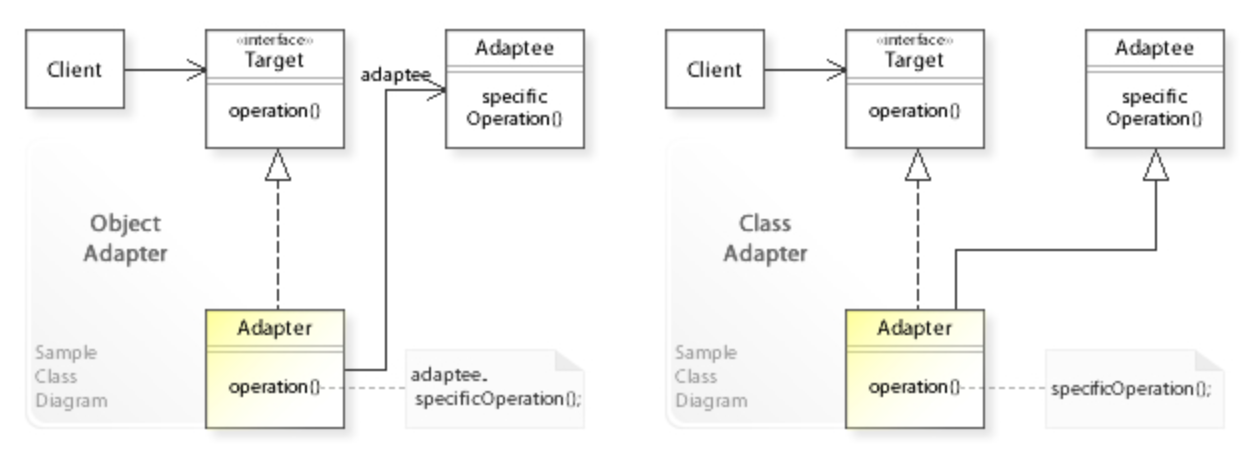 Client
«interface»
Target
operation()
adaptee
Adaptee
specific
Operation()
Object
Adapter
Adapter
operation()
adaptee.
specificOperation();
Sample
Class
Diagram
Client
«interface»
Target
operation()
Adaptee
specific
Operation()
Class
Adapter
Adapter
operation()
specificOperation();
Sample
Class
Diagram